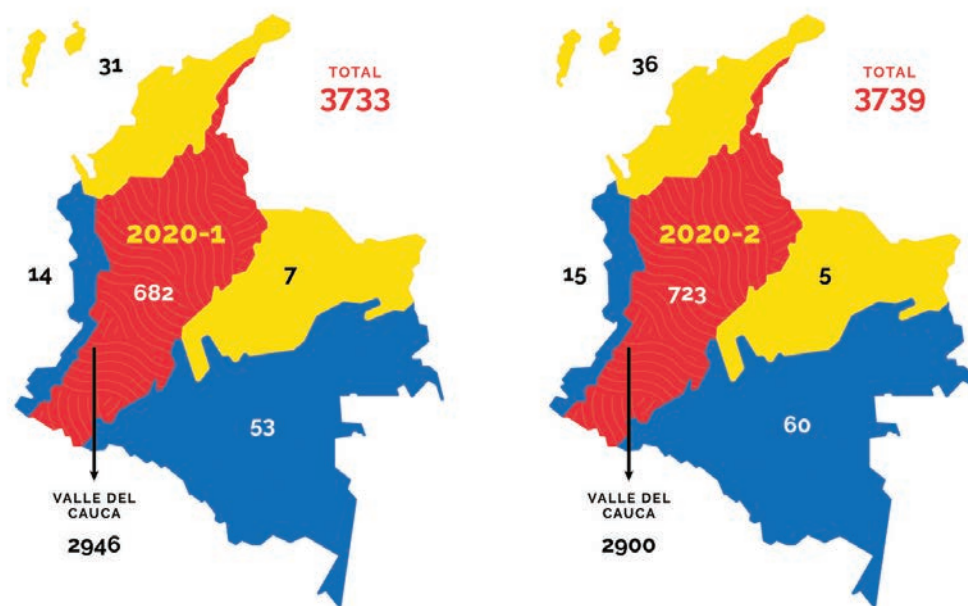 31
TOTAL
3733
2020-1
14
682
7
53
VALLE DEL
CAUCA
2946
36
TOTAL
3739
2020-2
15
723
5
60
VALLE DEL
CAUCA
2900